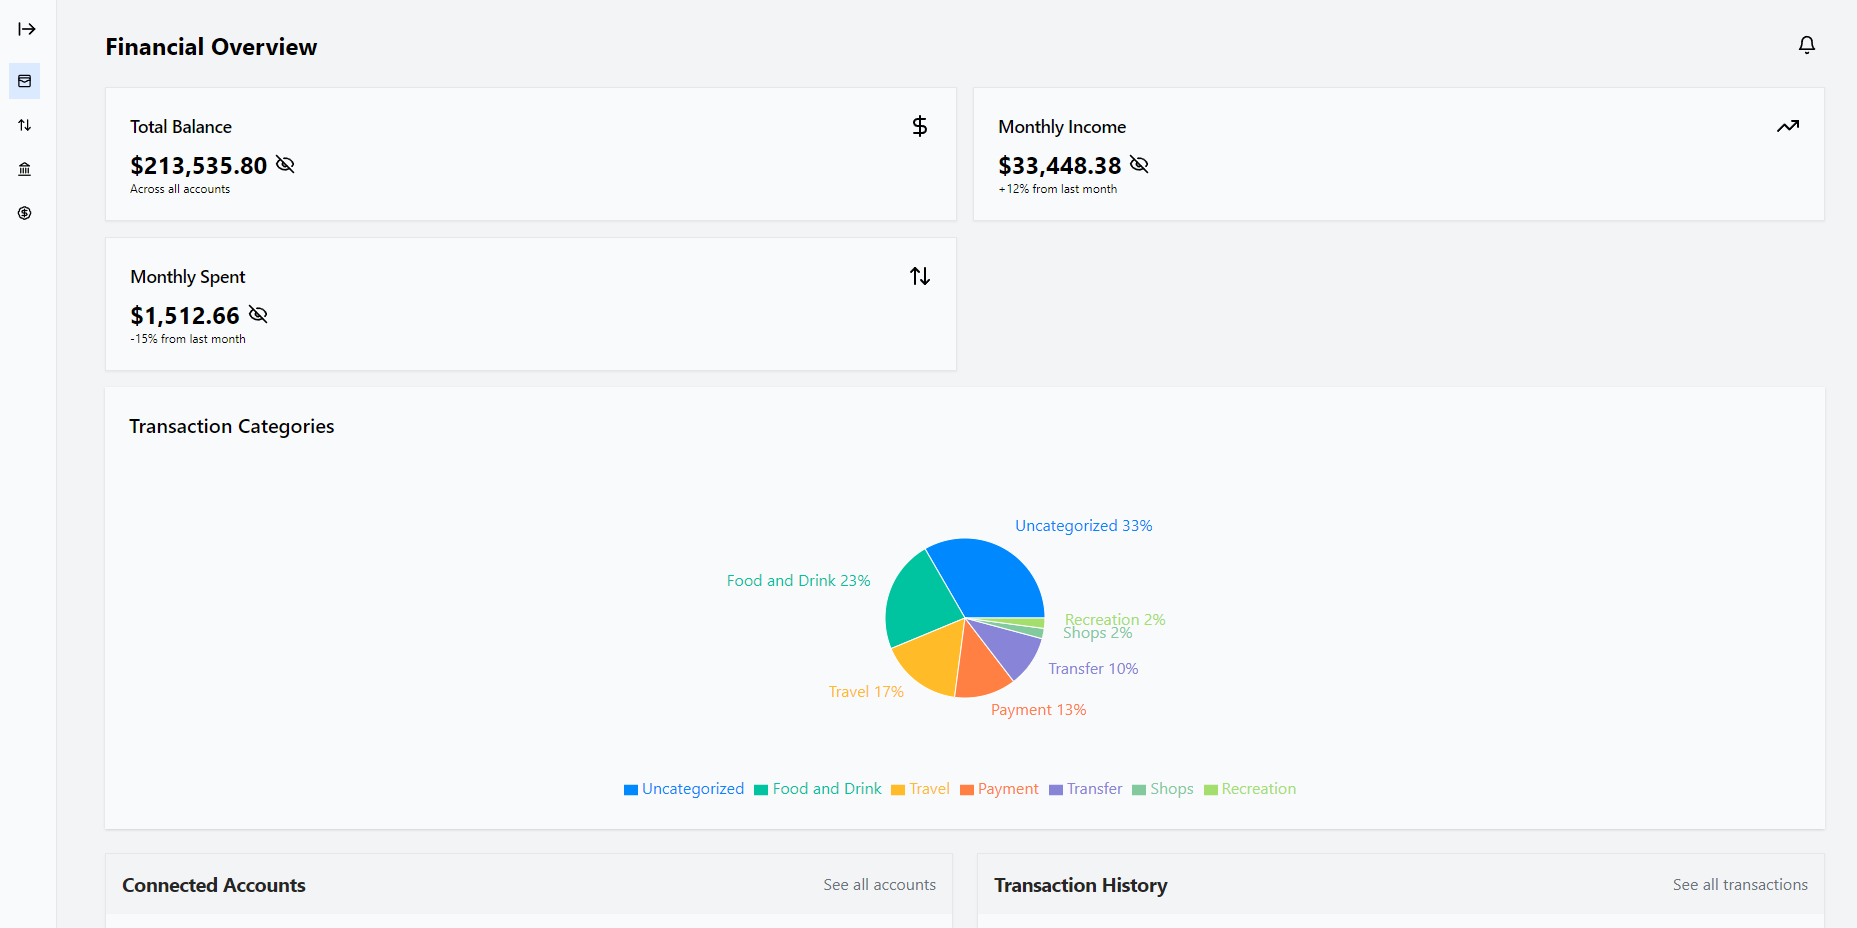 Financial Overview
Total Balance
$213,535.80
Across all accounts
Monthly Income
$33,448.38
+12% from last month
Monthly Spent
$1,512.66
-15% from last month
Transaction Categories
Uncategorized 33%
Food and Drink 23%
Recreation 2%
Shops 2%
Transfer 10%
Travel 17%
Payment 13%
Uncategorized Food and Drink Travel Payment Transfer Shops Recreation
Connected Accounts See all accounts
Transaction History See all transactions